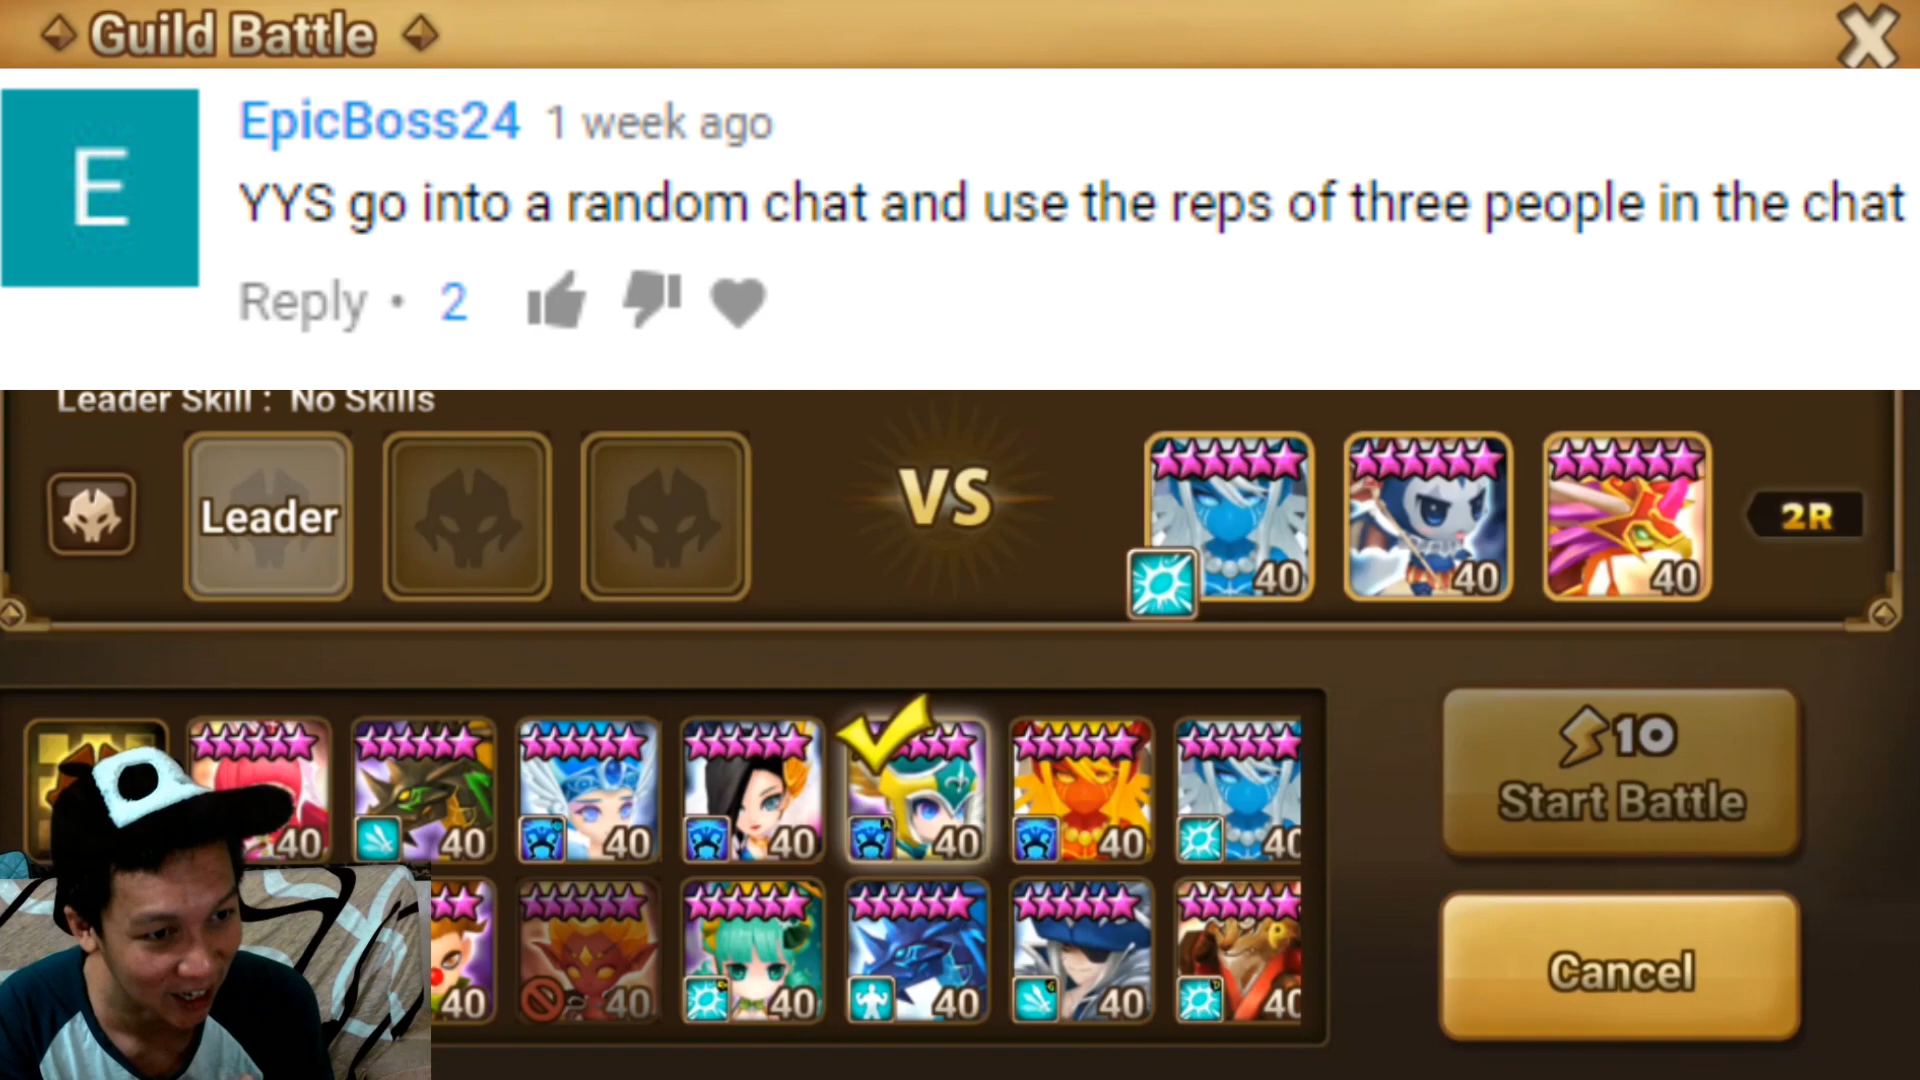 Guild Battle
E
EpicBoss24 1 week ago
YYS go into a random chat and use the reps of three people in the chat
Reply • 2
Leader Skill : No Skills
Leader
VS
40 40 40
2R
40 40 40 40 40 40 40
10
Start Battle
40 40 40 40 40 40
Cancel